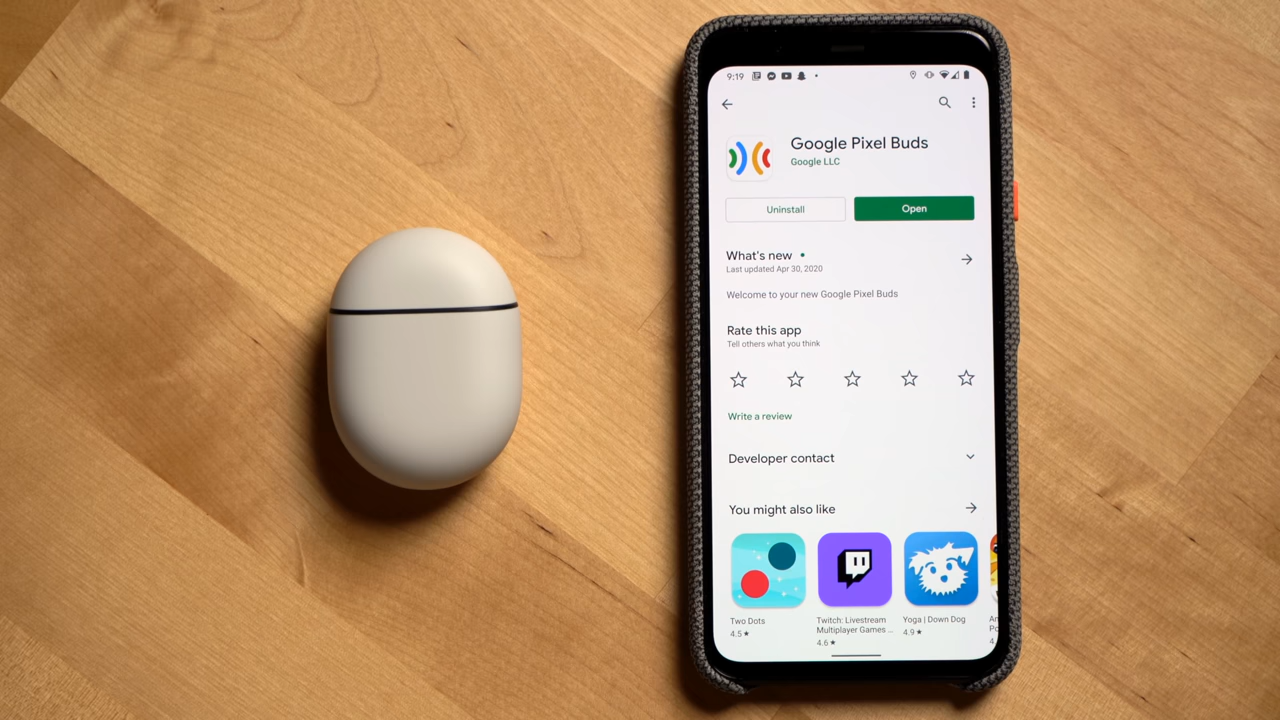 9:19
Google Pixel Buds
Google LLC
Uninstall
Open
What's new
Last updated Apr 30, 2020
Welcome to your new Google Pixel Buds
Rate this app
Tell others what you think
Write a review
Developer contact
You might also like
Two Dots
4.5★
Twitch: Livestream
Multiplayer Games ...
4.6★
Yoga | Down Dog
4.9★